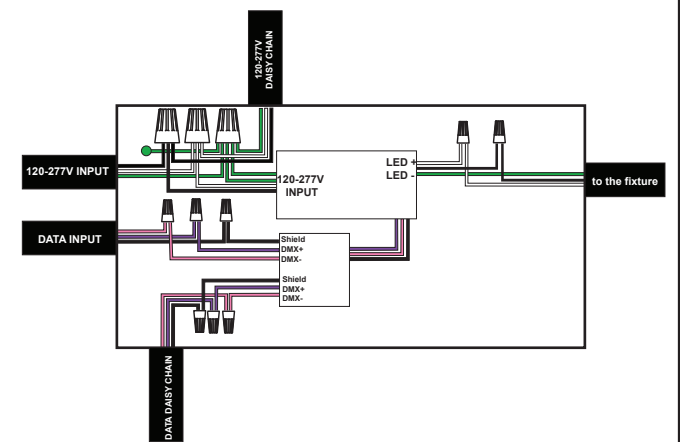 120-277V
DAISY CHAIN
120-277V INPUT
LED +
LED -
120-277V
INPUT
to the fixture
DATA INPUT
Shield
DMX+
DMX-
Shield
DMX+
DMX-
DATA DAISY CHAIN